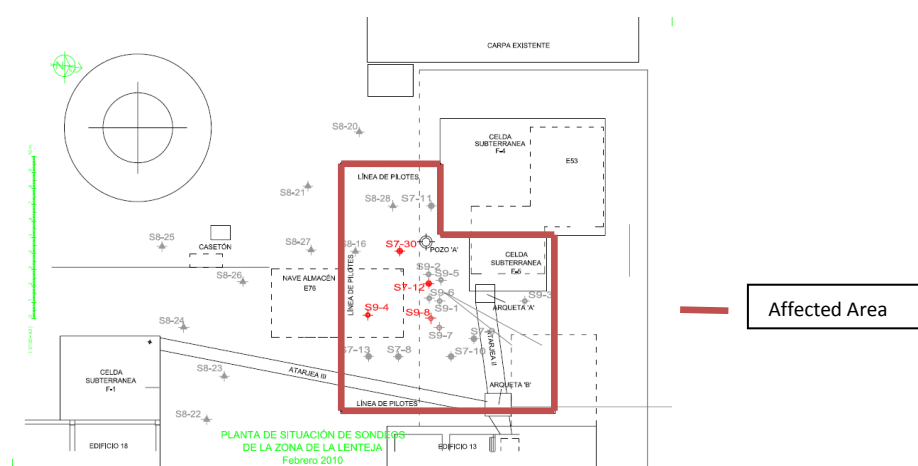 CARPA EXISTENTE
N
S8-20
CELDA
SUBTERRANEA
F-4
E53
LÍNEA DE PILOTES
S8-21
S8-28
S7-11
S8-25
CASETÓN
S8-27
S8-16
S7-30
POZO 'A'
CELDA
SUBTERRANEA
F-5
S9-2
S9-5
S8-26
NAVE ALMACÉN
E76
LÍNEA DE PILOTES
S7-12
S9-6
S9-3
S9-4
S9-8
S9-1
ARQUETA 'A'
Affected Area
S8-24
S9-7
S7-13
S7-8
S7-10
ATARJEA II
CELDA
SUBTERRANEA
F-1
S8-23
ATARJEA III
ARQUETA 'B'
LÍNEA DE PILOTES
S8-22
PLANTA DE SITUACIÓN DE SONDEOS
DE LA ZONA DE LA LENTEJA
Febrero 2010
EDIFICIO 18
EDIFICIO 13